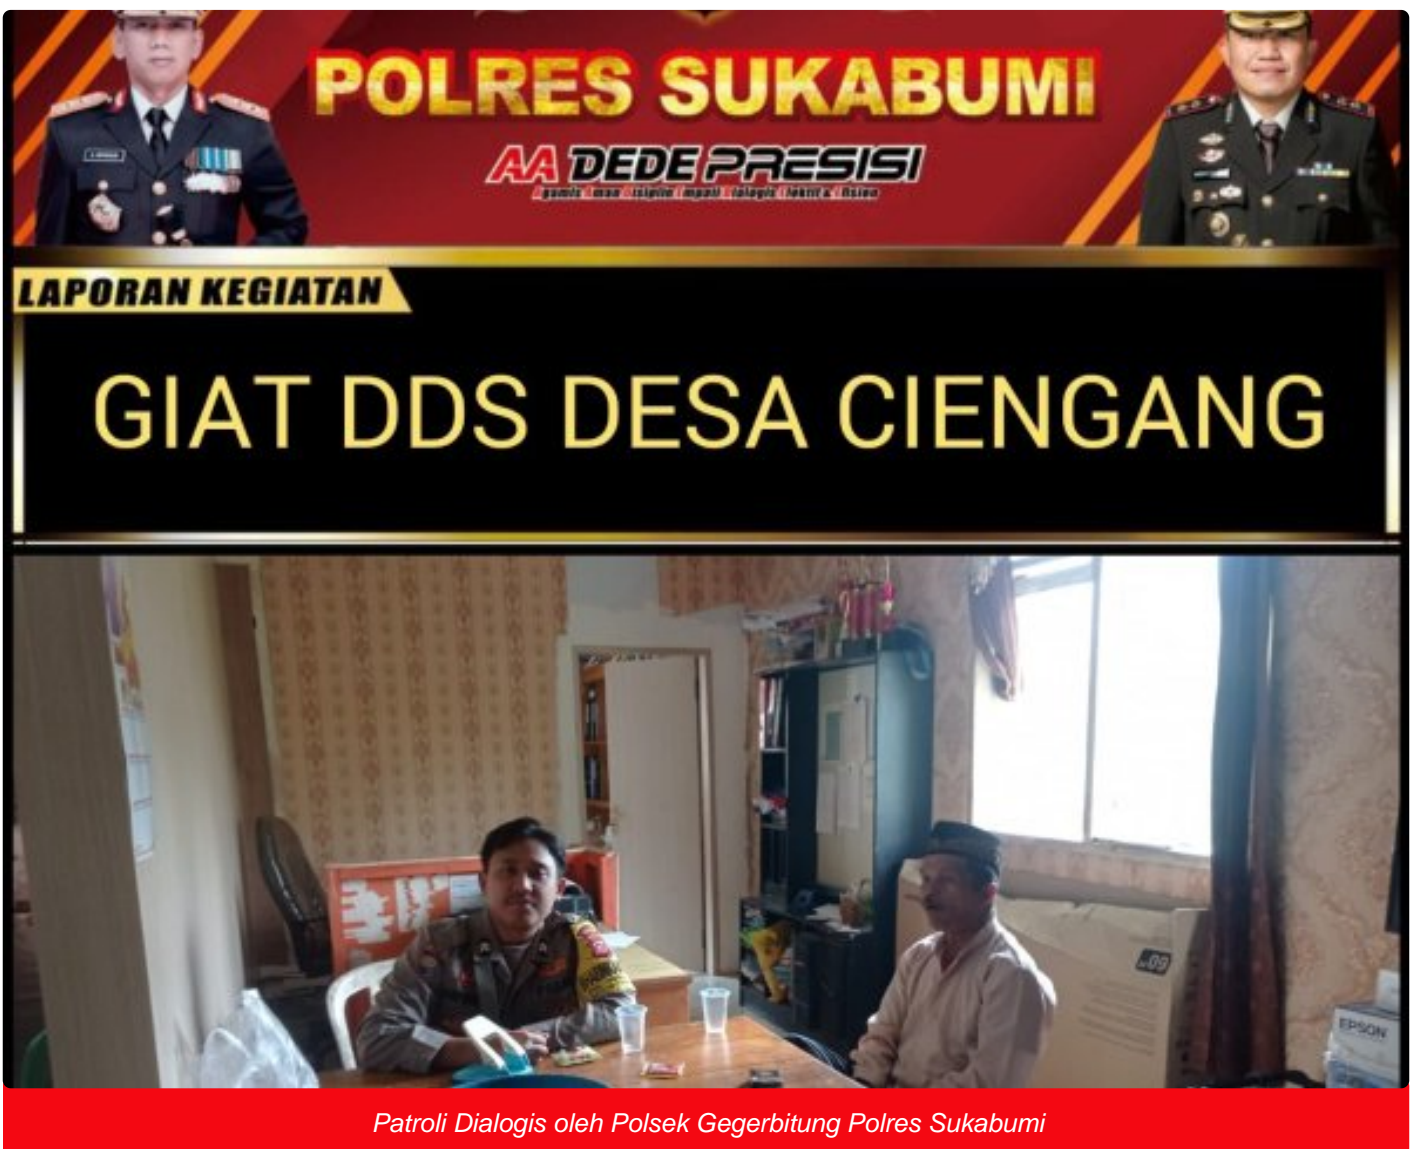 POLRES SUKABUMI
AA DEDE PRESISI
LAPORAN KEGIATAN
GIAT DDS DESA CIENGANG
09
EPSON
Patroli Dialogis oleh Polsek Gegerbitung Polres Sukabumi